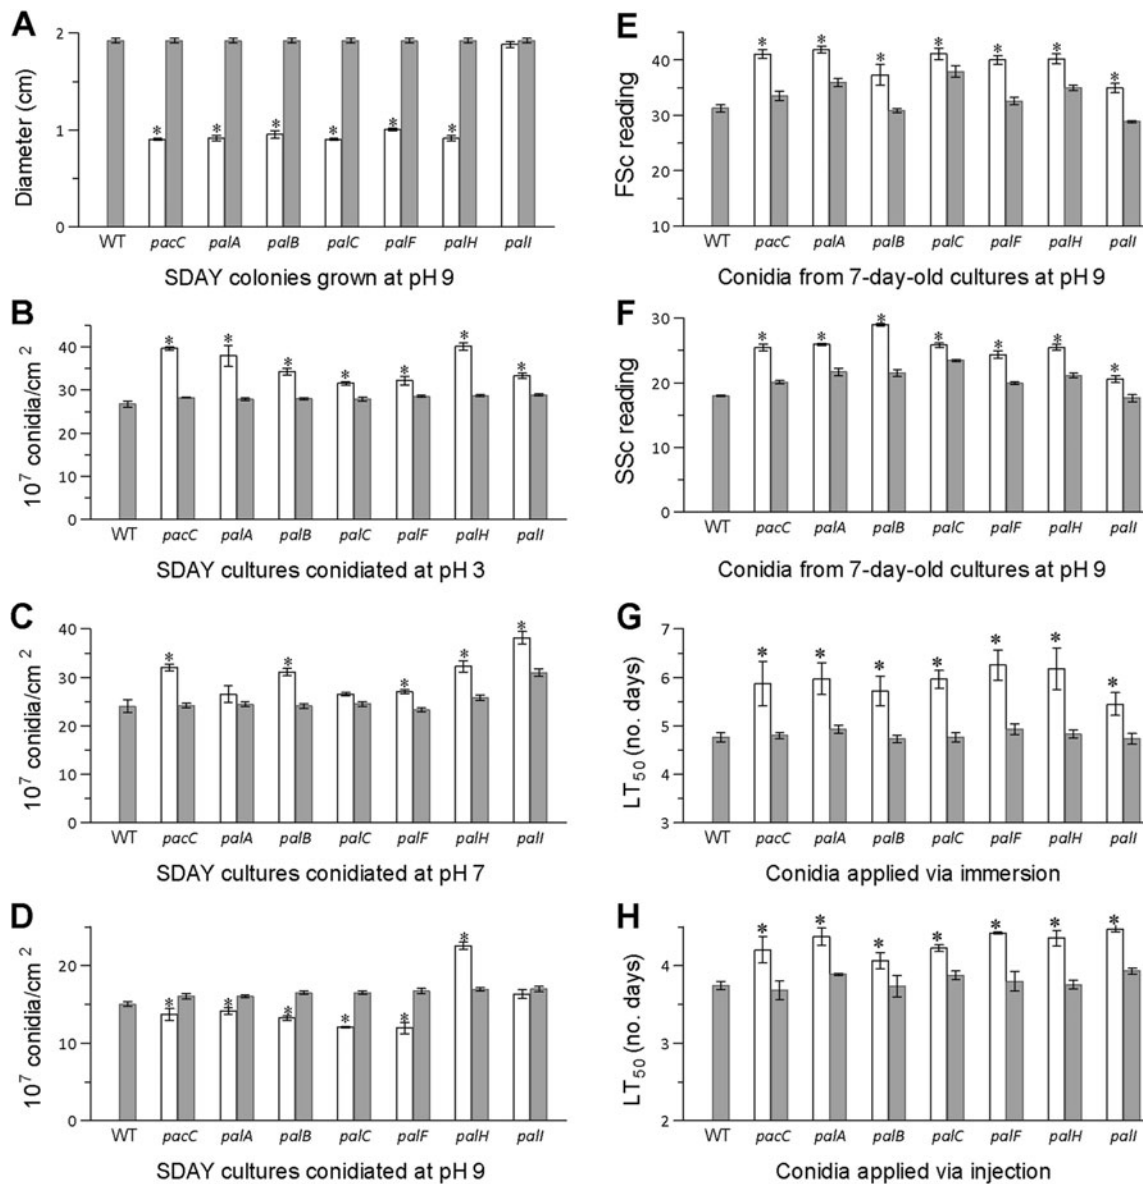 A
2
1
0
Diameter (cm)
WT pacC palA palB palC palF palH palI
* * * * * *
SDAY colonies grown at pH 9
B
40
30
20
10
0
10⁷ conidia/cm ²
* * * * * * *
WT pacC palA palB palC palF palH palI
SDAY cultures conidiated at pH 3
C
40
30
20
10
0
10⁷ conidia/cm ²
* * * * *
WT pacC palA palB palC palF palH palI
SDAY cultures conidiated at pH 7
D
20
10
0
10⁷ conidia/cm ²
* * * * * *
WT pacC palA palB palC palF palH palI
SDAY cultures conidiated at pH 9
E
40
30
20
10
FSc reading
* * * * * * *
WT pacC palA palB palC palF palH palI
Conidia from 7-day-old cultures at pH 9
F
30
20
10
0
SSc reading
* * * * * * *
WT pacC palA palB palC palF palH palI
Conidia from 7-day-old cultures at pH 9
G
7
6
5
4
3
LT₅₀ (no. days)
* * * * * * *
WT pacC palA palB palC palF palH palI
Conidia applied via immersion
H
4
3
2
LT₅₀ (no. days)
* * * * * * *
WT pacC palA palB palC palF palH palI
Conidia applied via injection